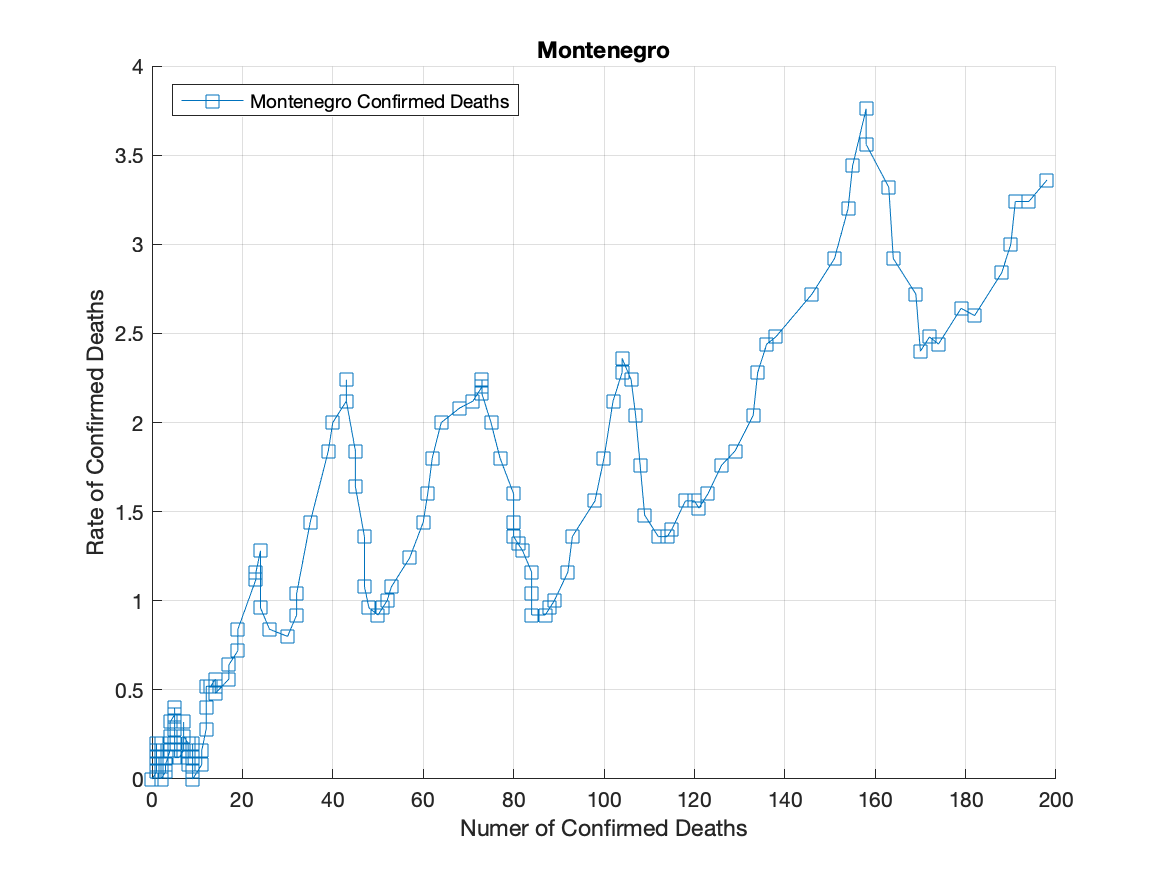 Montenegro
Montenegro Confirmed Deaths
4
3.5
3
2.5
2
1.5
1
0.5
0
Rate of Confirmed Deaths
0 20 40 60 80 100 120 140 160 180 200
Numer of Confirmed Deaths